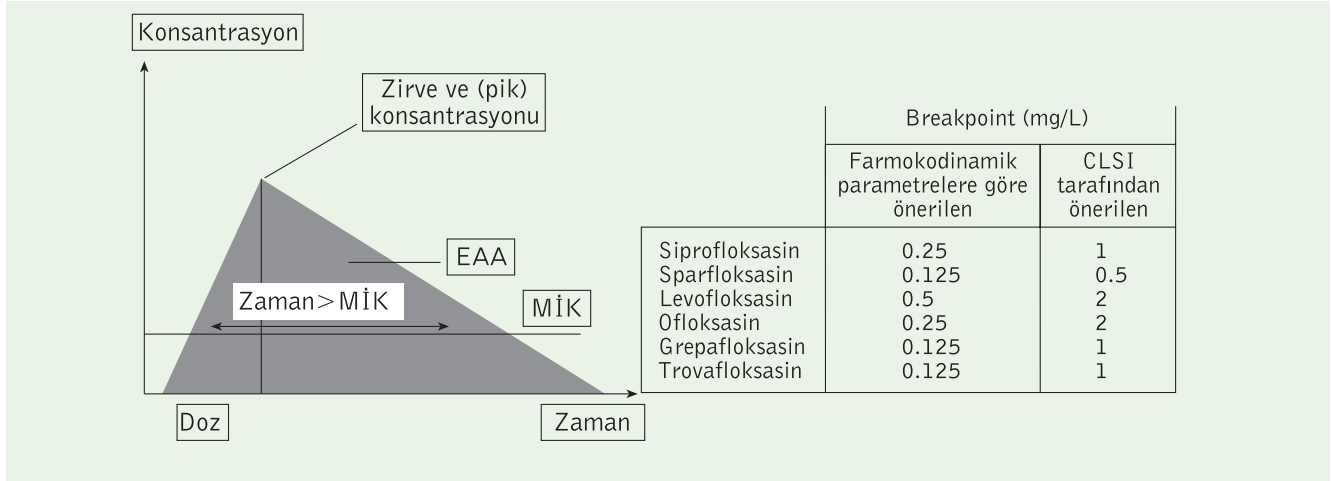 Konsantrasyon
Zirve ve (pik)
konsantrasyonu
EAA
Zaman>MİK
MİK
Doz
Zaman
Breakpoint (mg/L)
Farmokodinamik
parametrelere göre
önerilen
CLSI
tarafından
önerilen
Siprofloksasin 0.25 1
Sparfloksasin 0.125 0.5
Levofloksasin 0.5 2
Ofloksasin 0.25 2
Grepafloksasin 0.125 1
Trovafloksasin 0.125 1